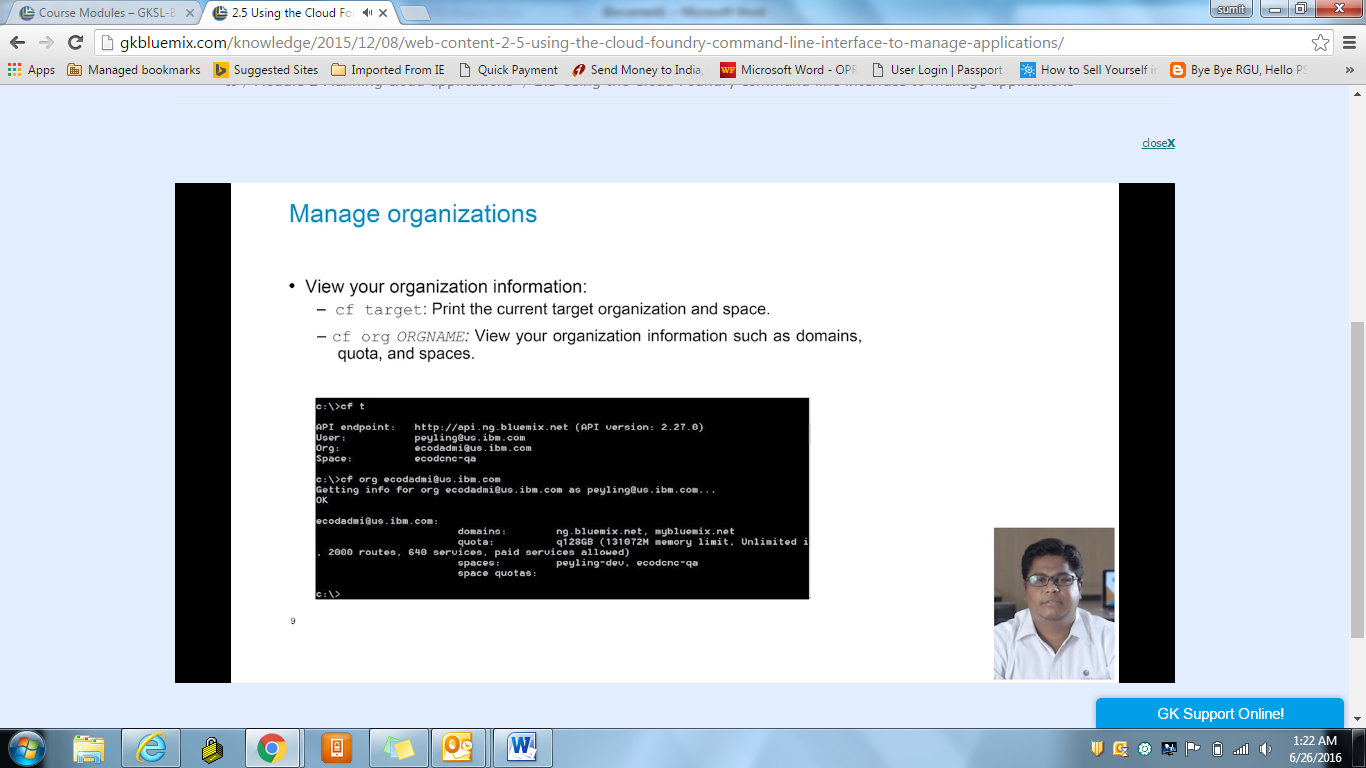 Course Modules – GKSL-B
2.5 Using the Cloud Fo
Document1 - Microsoft Word
sumit
gkbluemix.com/knowledge/2015/12/08/web-content-2-5-using-the-cloud-foundry-command-line-interface-to-manage-applications/
Apps
Managed bookmarks
Suggested Sites
Imported From IE
Quick Payment
Send Money to India,
Microsoft Word - OPR
User Login | Passport
How to Sell Yourself i
Bye Bye RGU, Hello PS
»
closeX
Manage organizations
• View your organization information:
– cf target: Print the current target organization and space.
– cf org ORGNAME: View your organization information such as domains,
quota, and spaces.
c:\>cf t
API endpoint: http://api.ng.bluemix.net (API version: 2.27.0)
User: peyling@us.ibm.com
Org: ecodadmi@us.ibm.com
Space: ecodcnc-qa
c:\>cf org ecodadmi@us.ibm.com
Getting info for org ecodadmi@us.ibm.com as peyling@us.ibm.com...
OK
ecodadmi@us.ibm.com:
domains: ng.bluemix.net, mybluemix.net
quota: q128GB (131072M memory limit, Unlimited i
, 2000 routes, 640 services, paid services allowed)
spaces: peyling-dev, ecodcnc-qa
space quotas:
c:\>
9
GK Support Online!
1:22 AM
6/26/2016